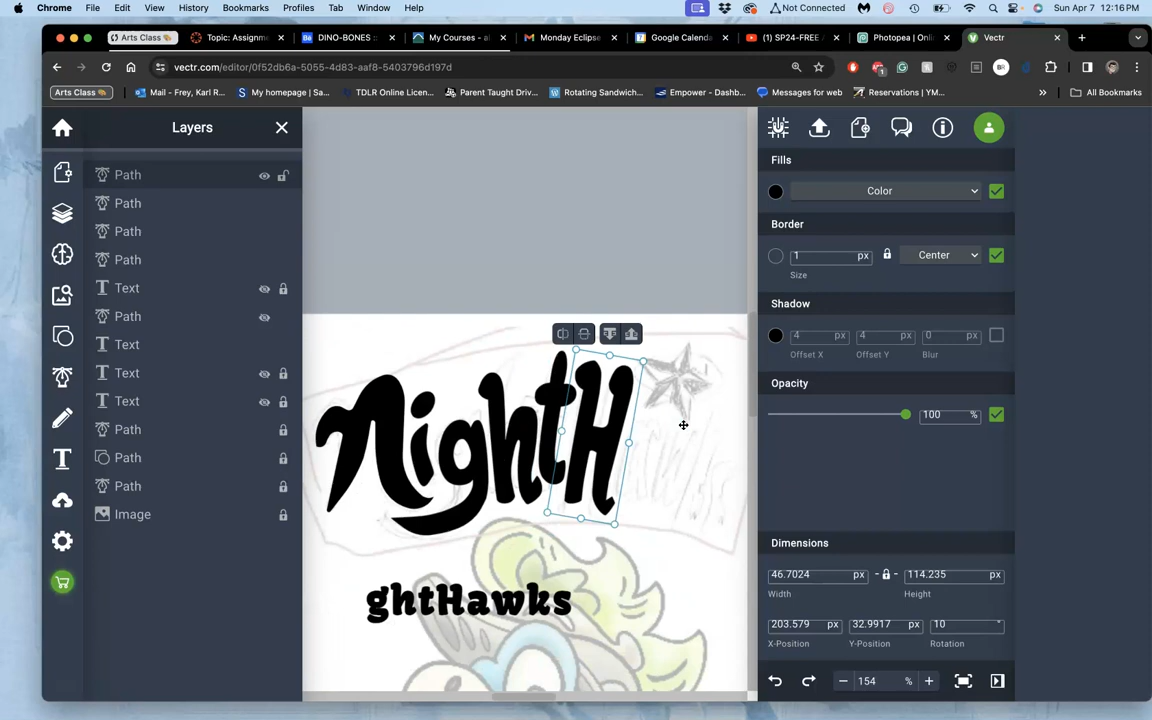 Chrome File Edit View History Bookmarks Profiles Tab Window Help Not Connected Sun Apr 7 12:16 PM
Arts Class Topic: Assignme DINO-BONES :: My Courses - al Gmail Monday Eclipse Google Calenda (1) SP24-FREE / Photopea | Onli Vectr
vectr.com/editor/0f52db6a-5055-4d83-aaf8-5403796d197d
Arts Class Mail - Frey, Karl R... My homepage | Sa... TDLR Online Licen... Parent Taught Driv... Rotating Sandwich... Empower - Dashb... Messages for web Reservations | YM... » All Bookmarks
Layers
Path
Path
Path
Path
Text
Path
Text
Text
Text
Path
Path
Path
Image
NightH
ghtHawks
Fills
Color
Border
1 px Center
Size
Shadow
4 px 4 px 0 px
Offset X Offset Y Blur
Opacity
100 %
Dimensions
46.7024 px 114.235 px
Width Height
203.579 px 32.9917 px 10 °
X-Position Y-Position Rotation
154 %